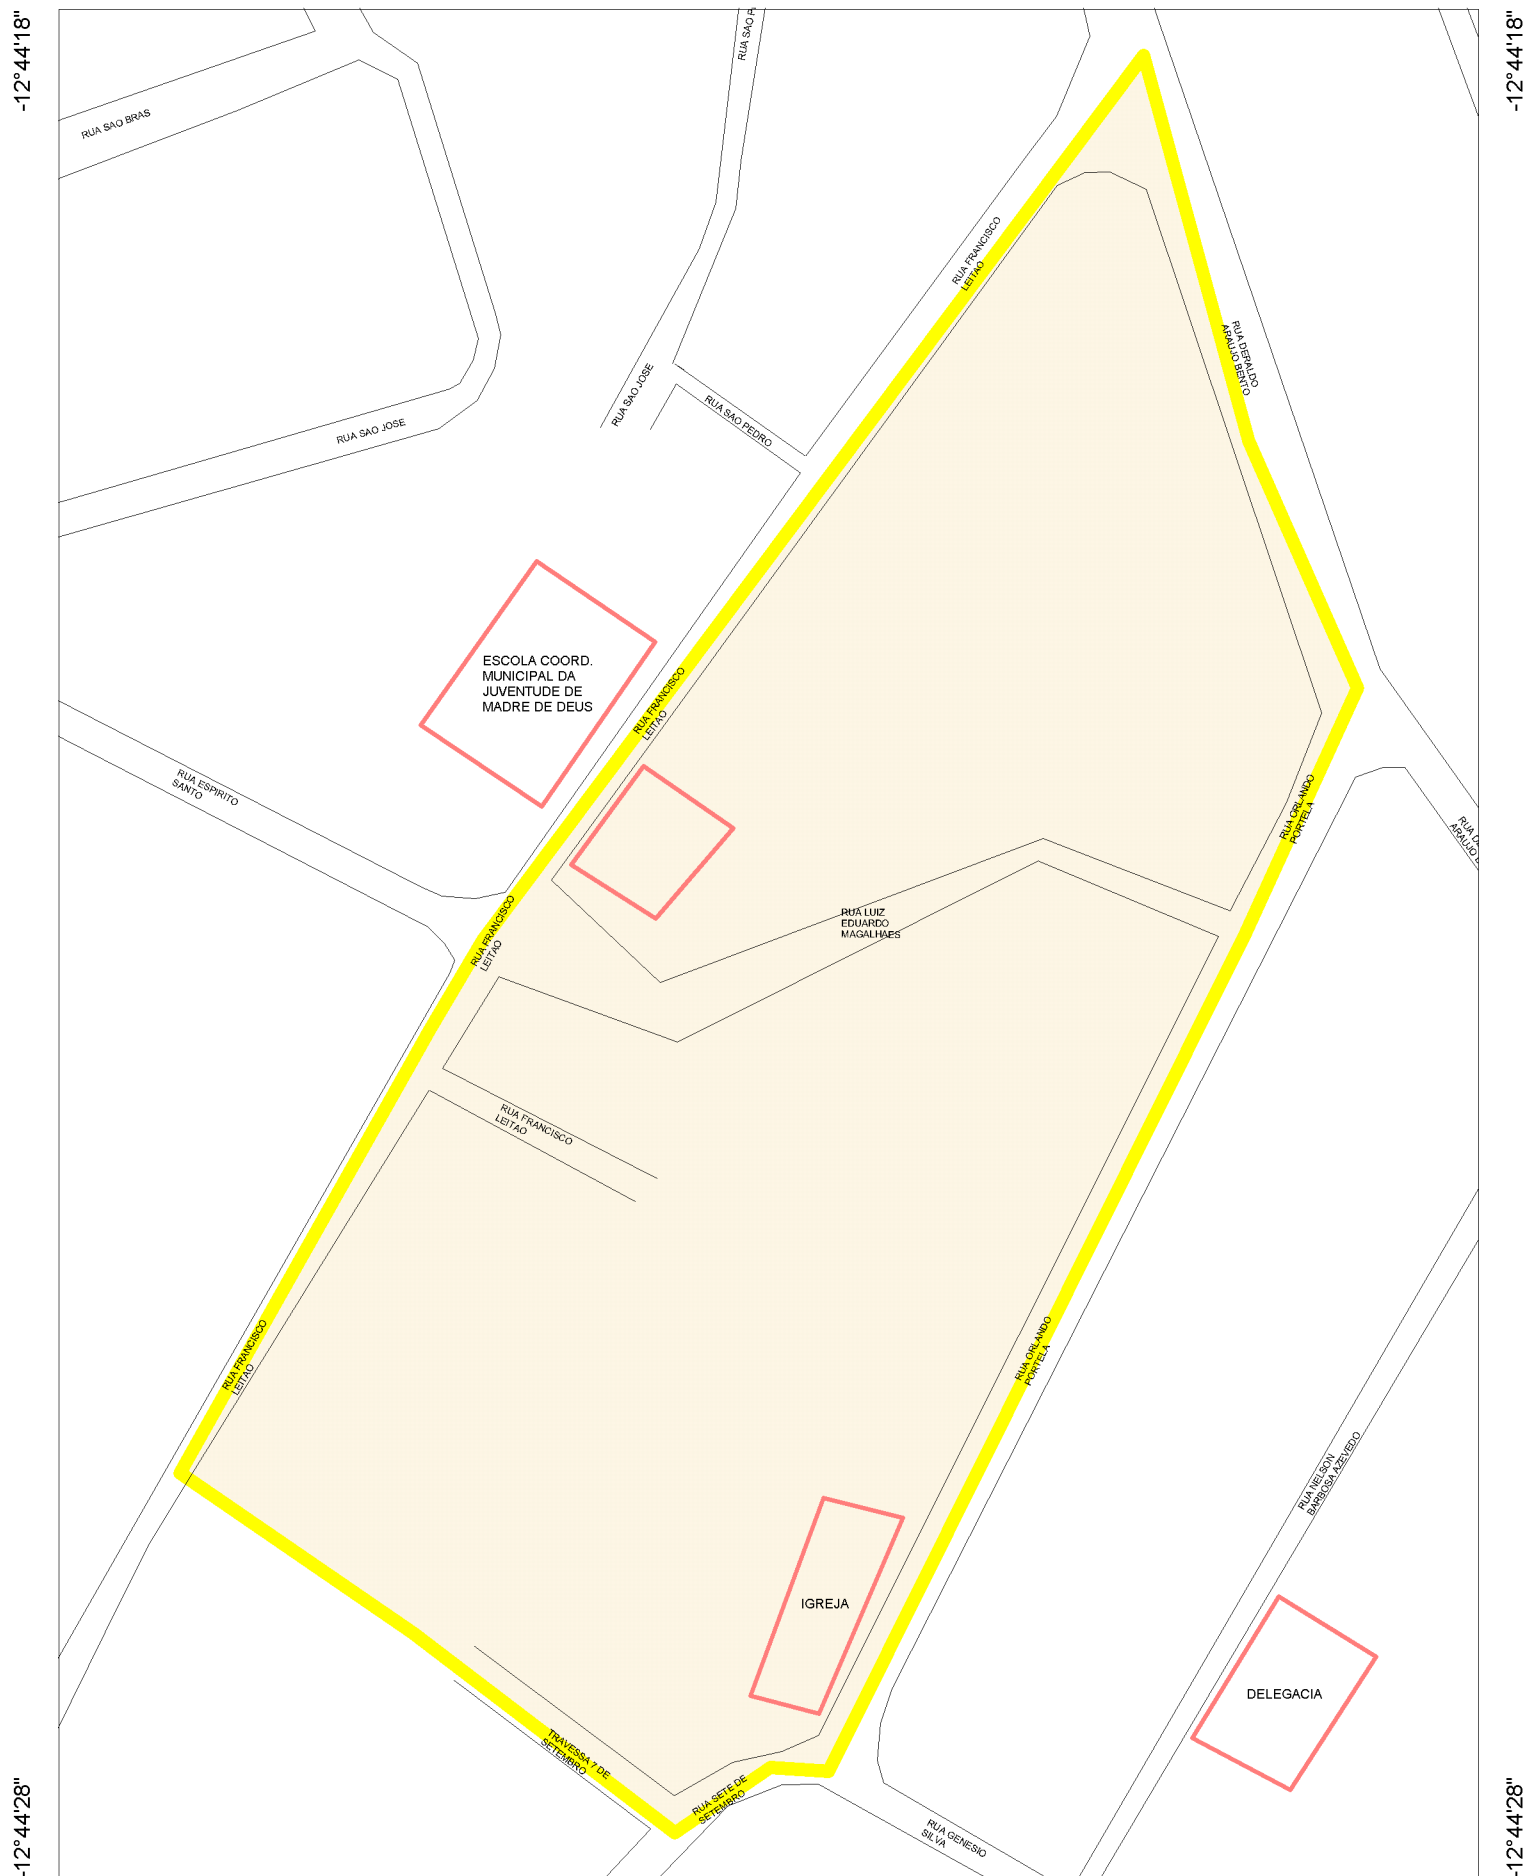 -12°44'18"
-12°44'18"
RUA SAO P
RUA SAO BRAS
RUA FRANCISCO
LEITAO
RUA DERALDO
ARAUJO BENTO
RUA SAO JOSE
RUA SAO PEDRO
RUA SAO JOSE
ESCOLA COORD.
MUNICIPAL DA
JUVENTUDE DE
MADRE DE DEUS
RUA FRANCISCO
LEITAO
RUA ESPIRITO
SANTO
RUA ORLANDO
PORTELA
RUA D
ARAUJO B
RUA LUIZ
EDUARDO
MAGALHAES
RUA FRANCISCO
LEITAO
RUA FRANCISCO
LEITAO
RUA FRANCISCO
LEITAO
RUA ORLANDO
PORTELA
RUA NELSON
BARBOSA AZEVEDO
IGREJA
DELEGACIA
TRAVESSA 7 DE
SETEMBRO
RUA SETE DE
SETEMBRO
RUA GENESIO
SILVA
-12°44'28"
-12°44'28"